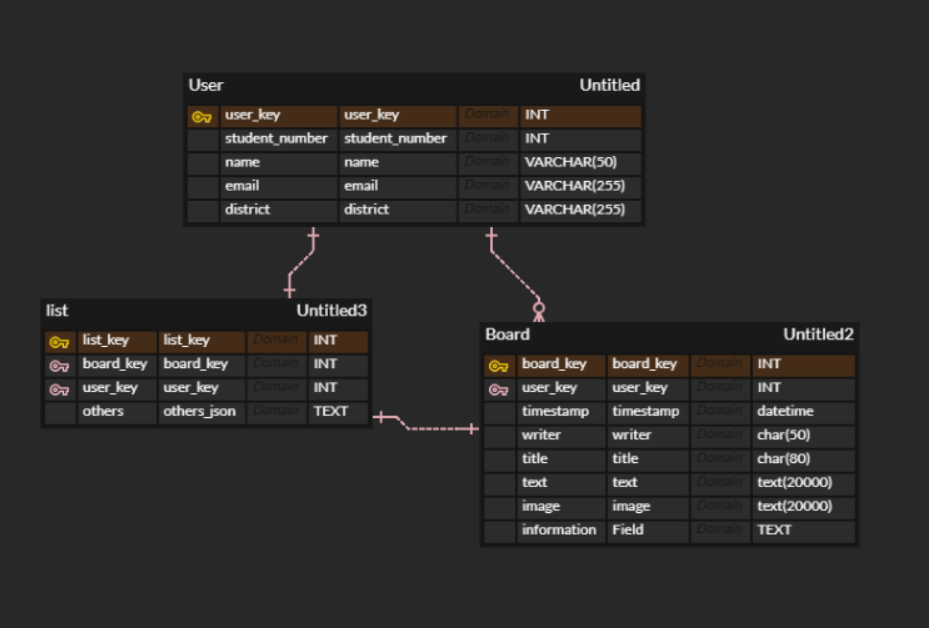 User Untitled
user_key user_key Domain INT
student_number student_number Domain INT
name name Domain VARCHAR(50)
email email Domain VARCHAR(255)
district district Domain VARCHAR(255)
list Untitled3
list_key list_key Domain INT
board_key board_key Domain INT
user_key user_key Domain INT
others others_json Domain TEXT
Board Untitled2
board_key board_key Domain INT
user_key user_key Domain INT
timestamp timestamp Domain datetime
writer writer Domain char(50)
title title Domain char(80)
text text Domain text(20000)
image image Domain text(20000)
information Field Domain TEXT